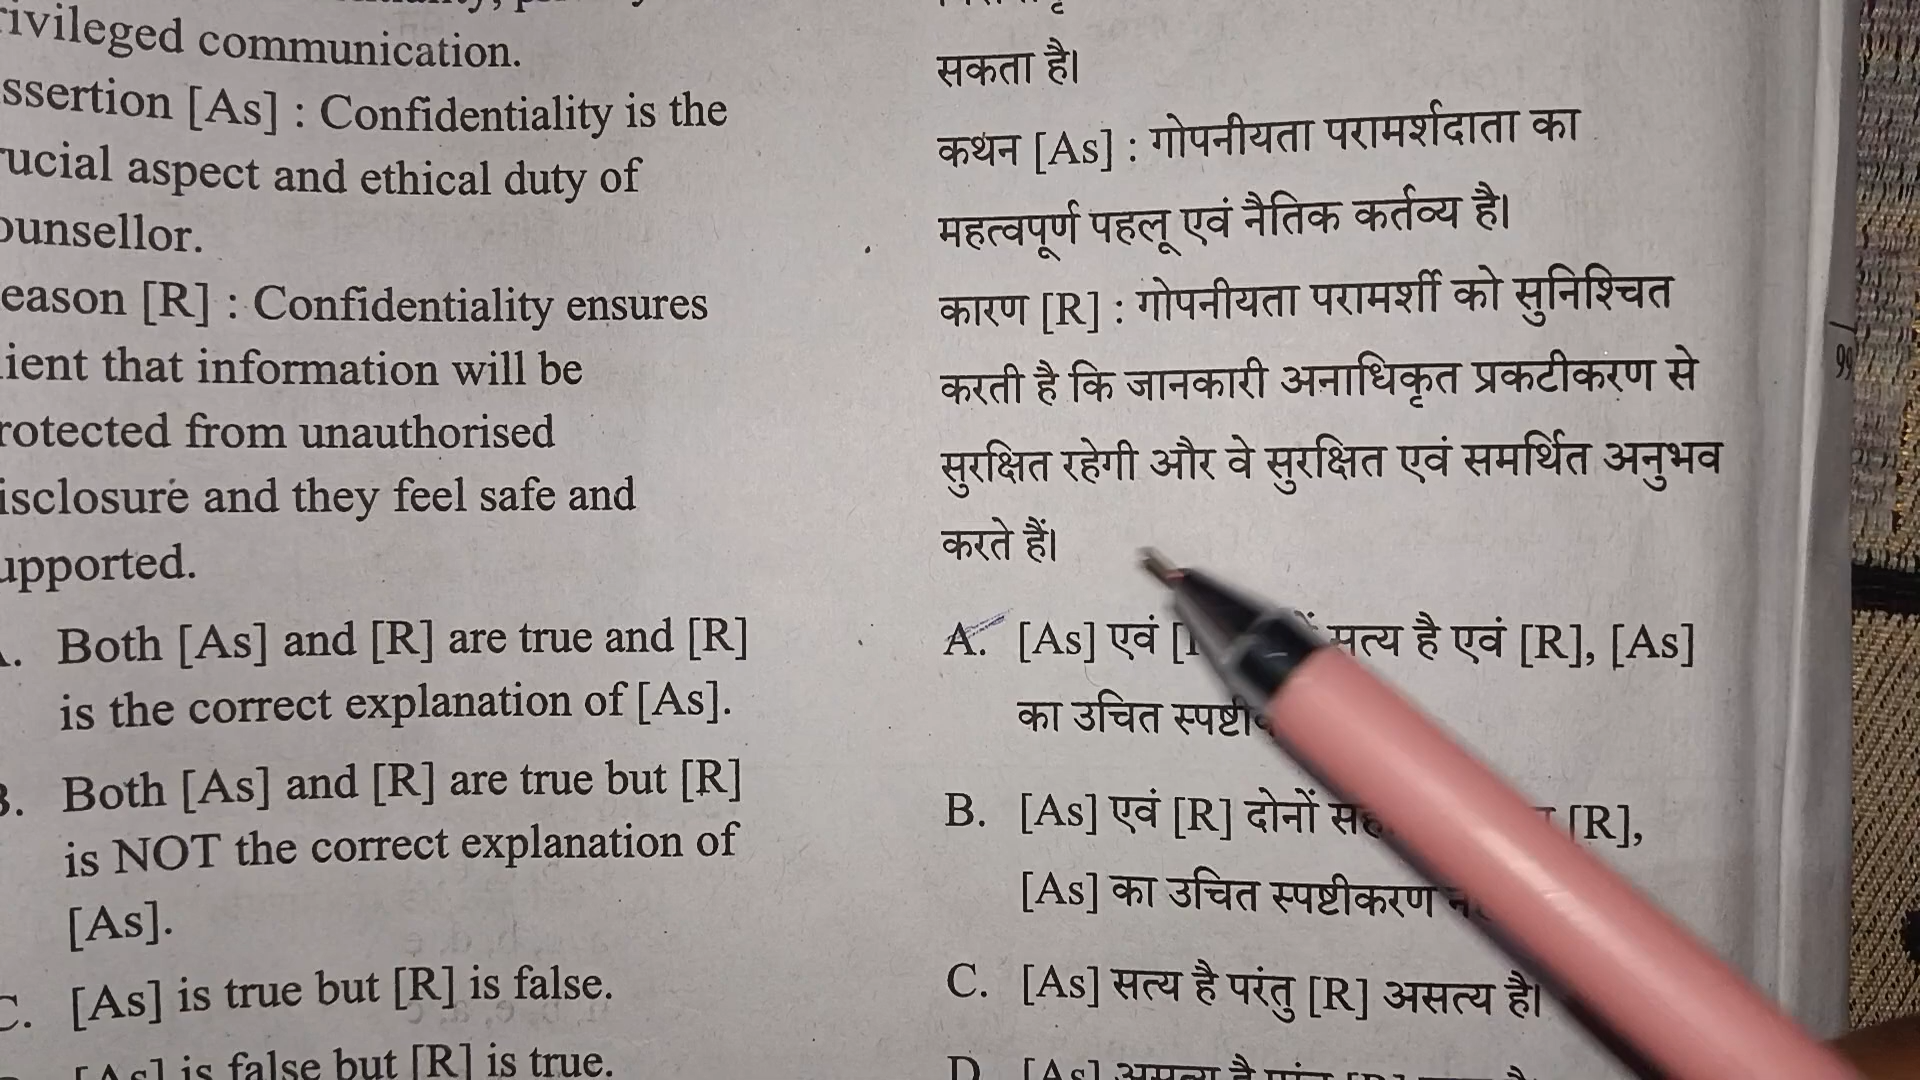 privileged communication.
ssertion [As] : Confidentiality is the
ucial aspect and ethical duty of
ounsellor.
eason [R] : Confidentiality ensures
ient that information will be
rotected from unauthorised
isclosure and they feel safe and
upported.
Both [As] and [R] are true and [R]
is the correct explanation of [As].
B. Both [As] and [R] are true but [R]
is NOT the correct explanation of
[As].
C. [As] is true but [R] is false.
[As] is false but [R] is true.
सकता है।
कथन [As] : गोपनीयता परामर्शदाता का
महत्वपूर्ण पहलू एवं नैतिक कर्तव्य है।
कारण [R] : गोपनीयता परामर्शी को सुनिश्चित
करती है कि जानकारी अनाधिकृत प्रकटीकरण से
सुरक्षित रहेगी और वे सुरक्षित एवं समर्थित अनुभव
करते हैं।
A. [As] एवं सत्य है एवं [R], [As]
का उचित
B. [As] एवं [R] दोनों [R],
[As] का उचित स्पष्टीकरण
C. [As] सत्य है परंतु [R] असत्य है।
D. [As]
99